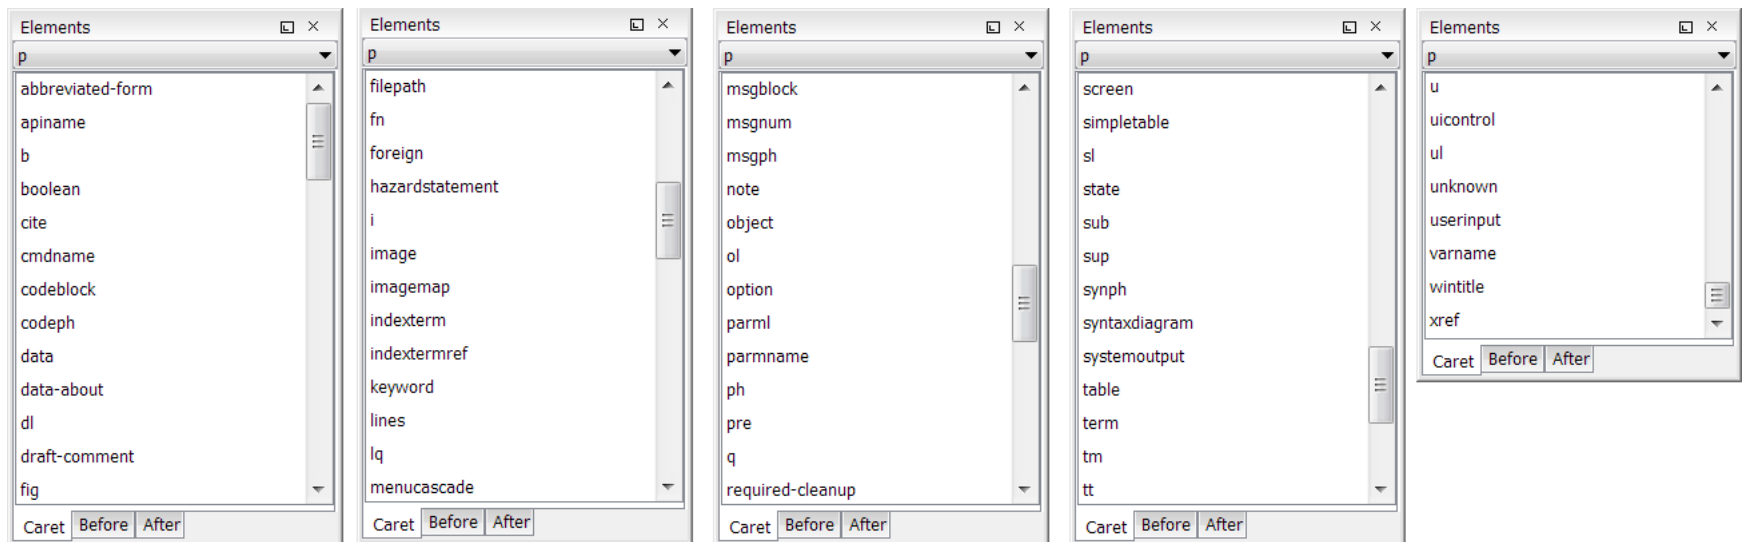 Elements
p
abbreviated-form
apiname
b
boolean
cite
cmdname
codeblock
codeph
data
data-about
dl
draft-comment
fig
Caret Before After
Elements
p
filepath
fn
foreign
hazardstatement
i
image
imagemap
indexterm
indextermref
keyword
lines
lq
menucascade
Caret Before After
Elements
p
msgblock
msgnum
msgph
note
object
ol
option
parml
parmname
ph
pre
q
required-cleanup
Caret Before After
Elements
p
screen
simpletable
sl
state
sub
sup
synph
syntaxdiagram
systemoutput
table
term
tm
tt
Caret Before After
Elements
p
u
uicontrol
ul
unknown
userinput
varname
wintitle
xref
Caret Before After